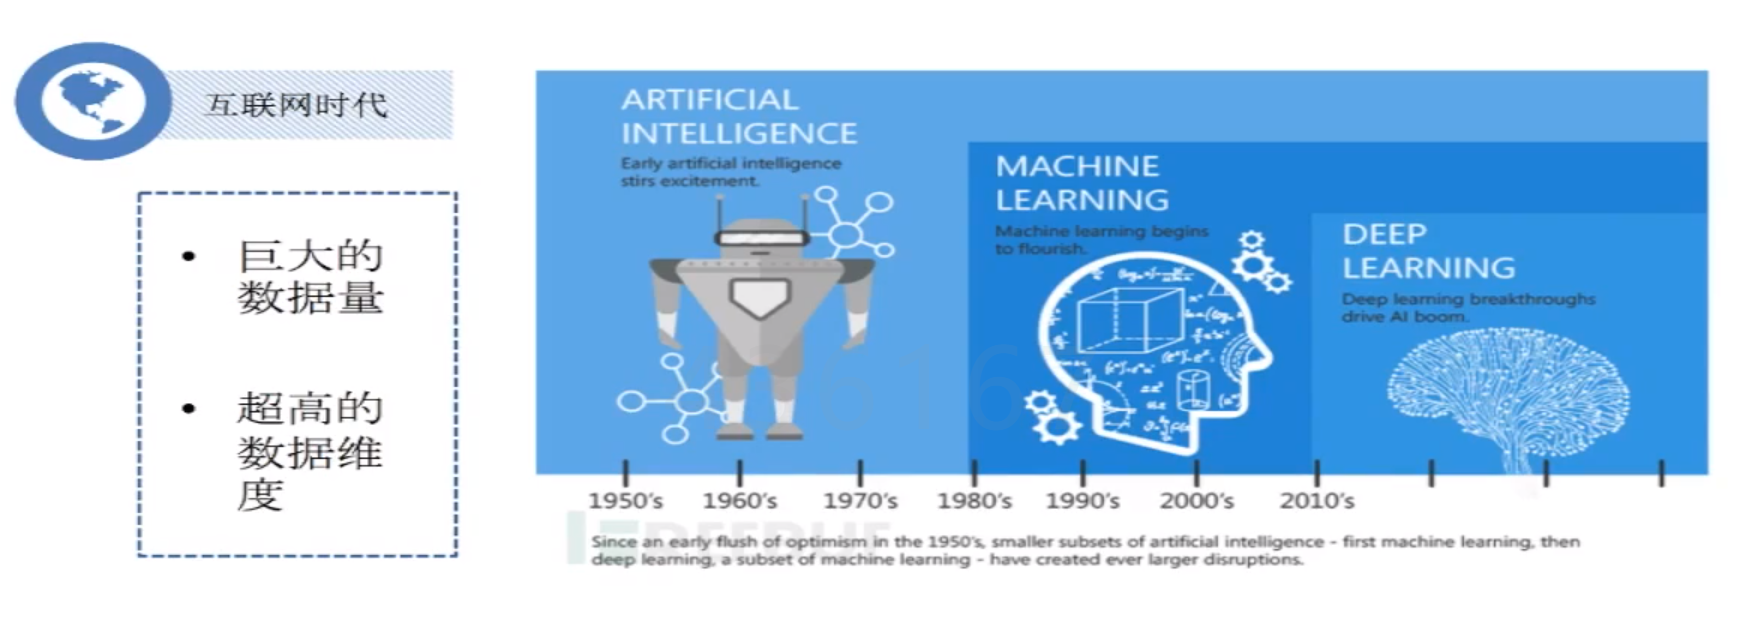 互联网时代
• 巨大的
数据量
• 超高的
数据维
度
ARTIFICIAL
INTELLIGENCE
Early artificial intelligence
stirs excitement.
MACHINE
LEARNING
Machine learning begins
to flourish.
DEEP
LEARNING
Deep learning breakthroughs
drive AI boom.
1950's 1960's 1970's 1980's 1990's 2000's 2010's
Since an early flush of optimism in the 1950's, smaller subsets of artificial intelligence - first machine learning, then
deep learning, a subset of machine learning - have created ever larger disruptions.